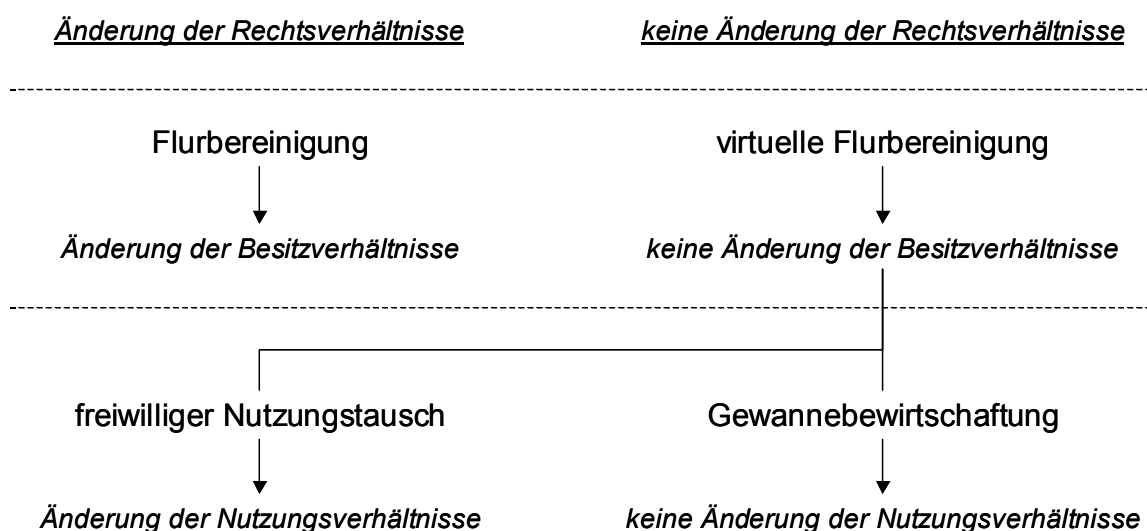 Änderung der Rechtsverhältnisse
keine Änderung der Rechtsverhältnisse
Flurbereinigung
virtuelle Flurbereinigung
Änderung der Besitzverhältnisse
keine Änderung der Besitzverhältnisse
freiwilliger Nutzungstausch
Gewannebewirtschaftung
Änderung der Nutzungsverhältnisse
keine Änderung der Nutzungsverhältnisse